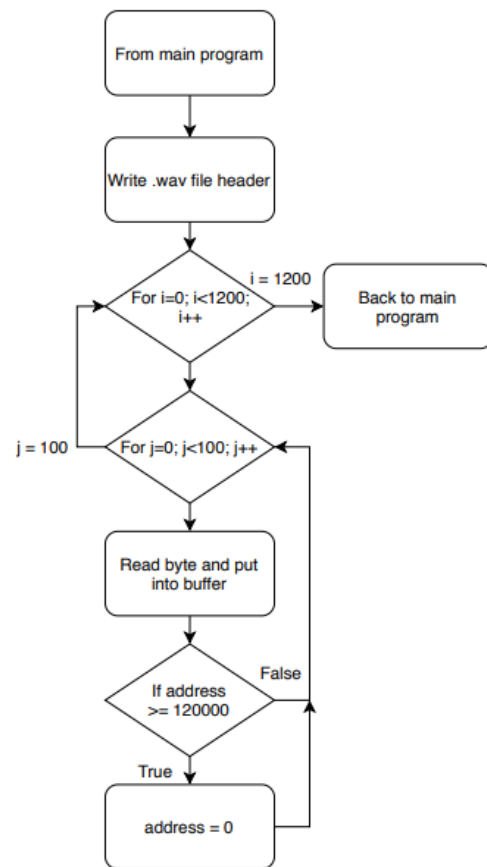 From main program
Write .wav file header
i = 1200
For i=0; i<1200;
i++
Back to main
program
j = 100
For j=0; j<100; j++
Read byte and put
into buffer
False
If address
>= 120000
True
address = 0